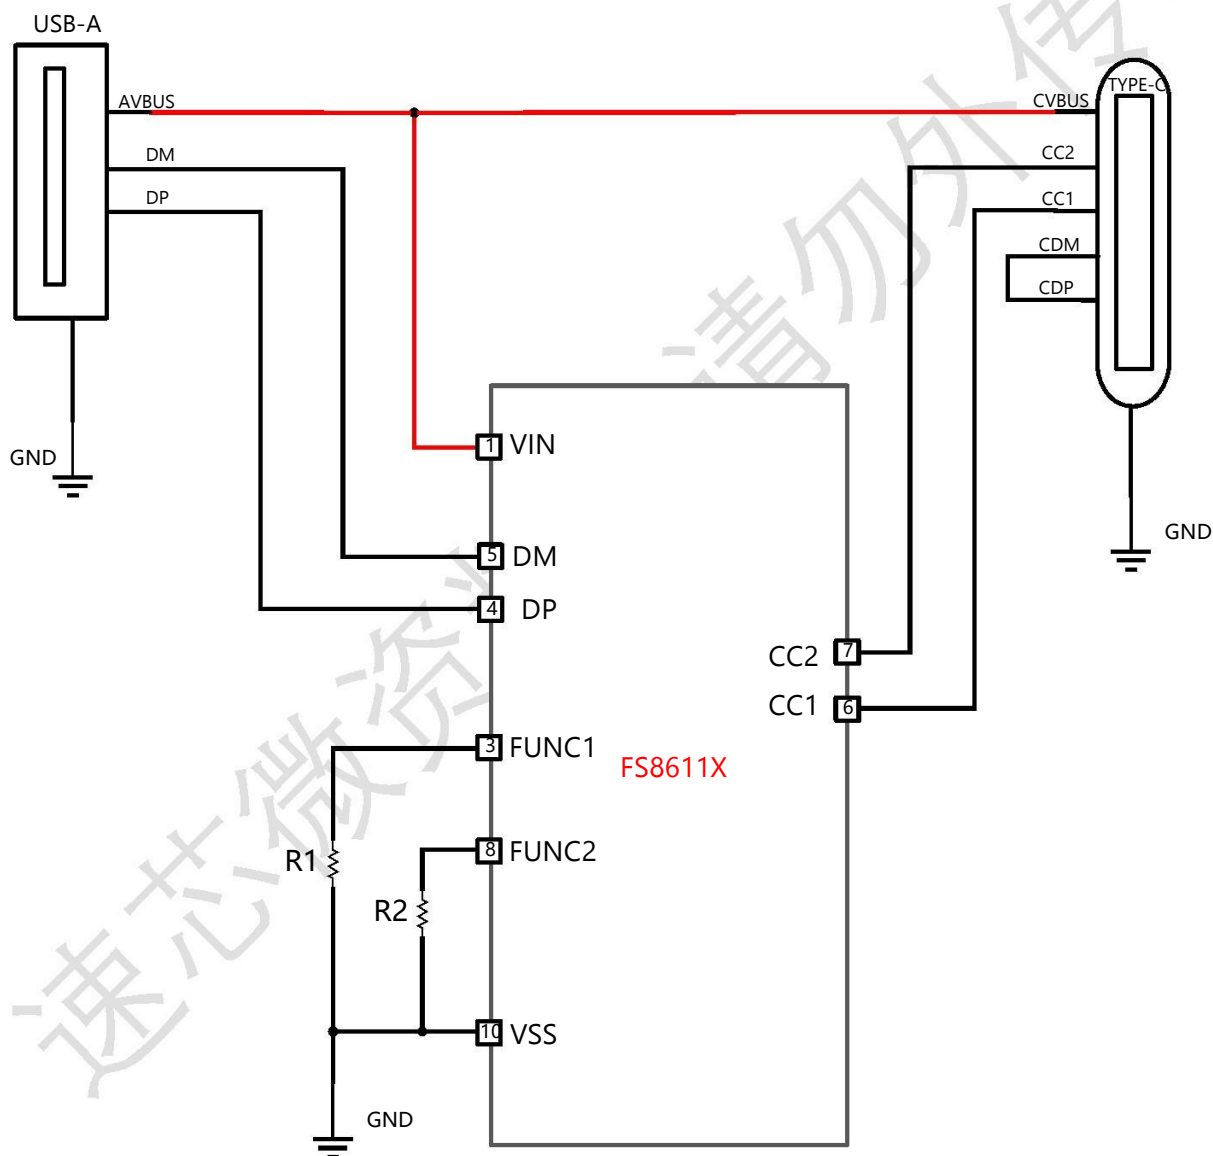 USB-A
AVBUS
DM
DP
GND
TYPE-C
CVBUS
CC2
CC1
CDM
CDP
GND
1 VIN
5 DM
4 DP
CC2 7
CC1 6
3 FUNC1
FS8611X
8 FUNC2
R1
R2
10 VSS
GND
速芯微资
请勿外传